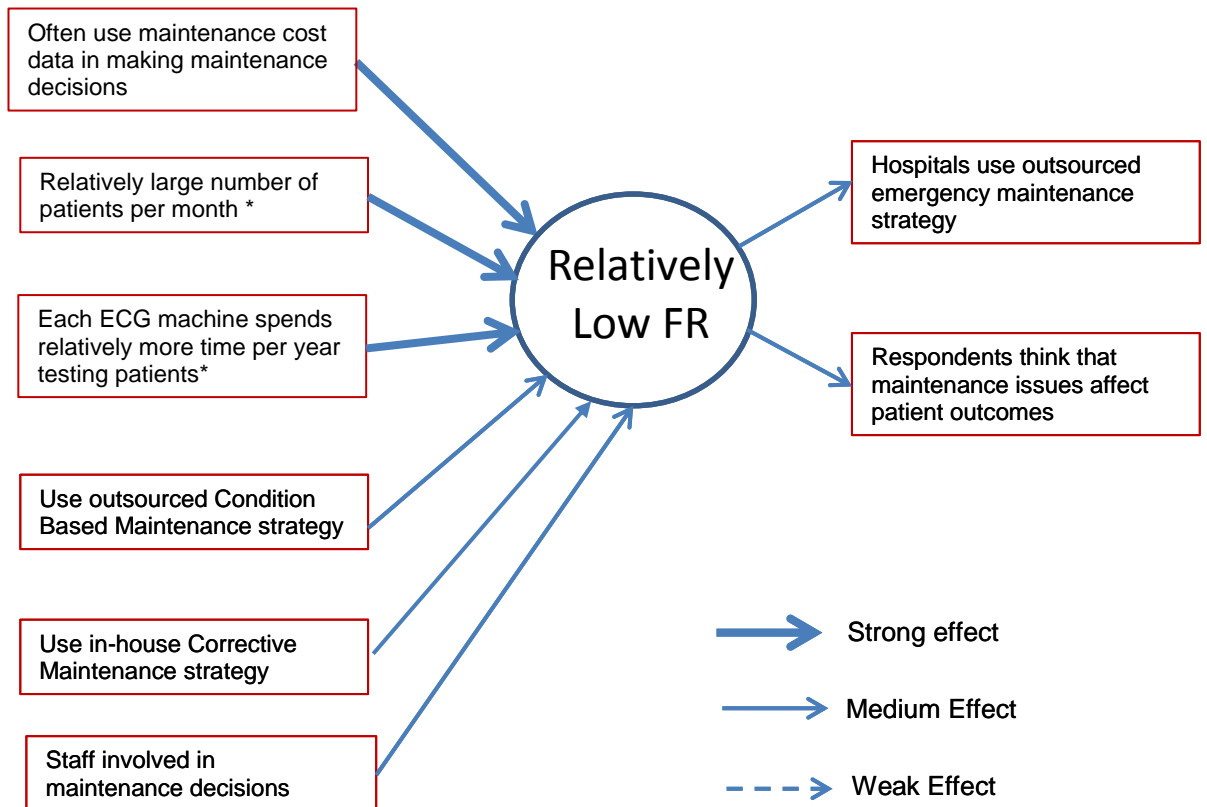 Often use maintenance cost
data in making maintenance
decisions
Relatively large number of
patients per month *
Each ECG machine spends
relatively more time per year
testing patients*
Use outsourced Condition
Based Maintenance strategy
Use in-house Corrective
Maintenance strategy
Staff involved in
maintenance decisions
Relatively
Low FR
Hospitals use outsourced
emergency maintenance
strategy
Respondents think that
maintenance issues affect
patient outcomes
Strong effect
Medium Effect
Weak Effect